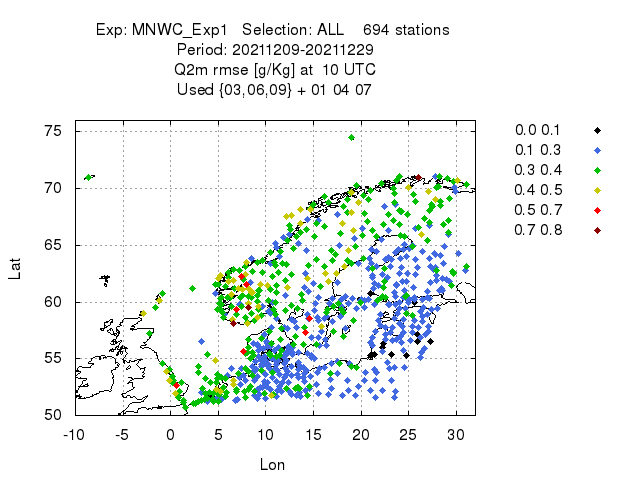 Exp: MNWC_Exp1 Selection: ALL 694 stations
Period: 20211209-20211229
Q2m rmse [g/Kg] at 10 UTC
Used {03,06,09} + 01 04 07
75
70
65
60
55
50
Lat
-10 -5 0 5 10 15 20 25 30
Lon
0.0 0.1
0.1 0.3
0.3 0.4
0.4 0.5
0.5 0.7
0.7 0.8